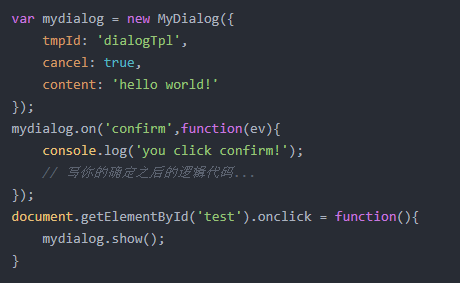 var mydialog = new MyDialog({
    tmpId: 'dialogTpl',
    cancel: true,
    content: 'hello world!'
});
mydialog.on('confirm',function(ev){
    console.log('you click confirm!');
    // 写你的确定之后的逻辑代码...
});
document.getElementById('test').onclick = function(){
    mydialog.show();
}